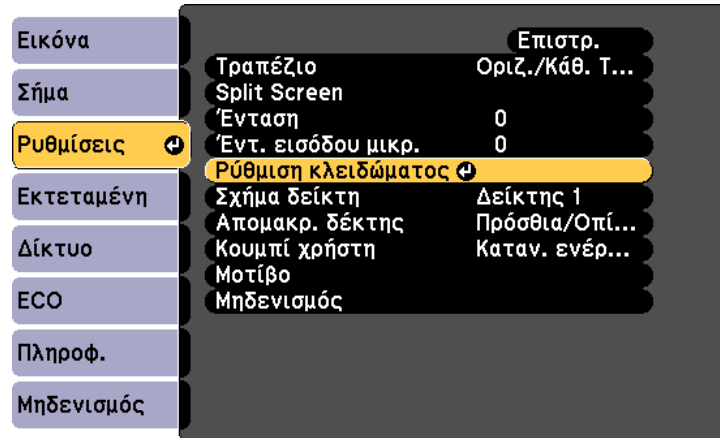 Εικόνα
Σήμα
Ρυθμίσεις
Εκτεταμένη
Δίκτυο
ECO
Πληροφ.
Μηδενισμός
Επιστρ.
Τραπέζιο Οριζ./Κάθ. Τ...
Split Screen
Ένταση 0
Έντ. εισόδου μικρ. 0
Ρύθμιση κλειδώματος
Σχήμα δείκτη Δείκτης 1
Απομακρ. δέκτης Πρόσθια/Οπί...
Κουμπί χρήστη Καταν. ενέρ...
Μοτίβο
Μηδενισμός